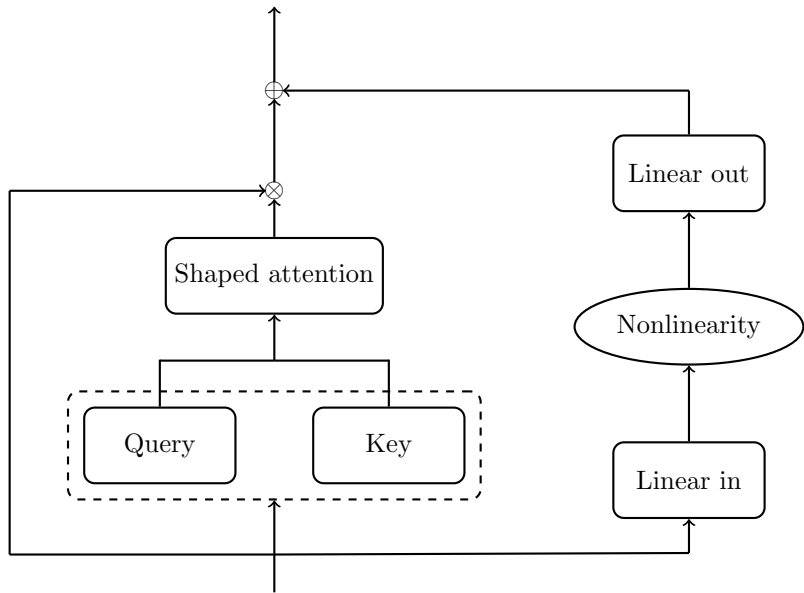 Linear out
Shaped attention
Nonlinearity
Query
Key
Linear in